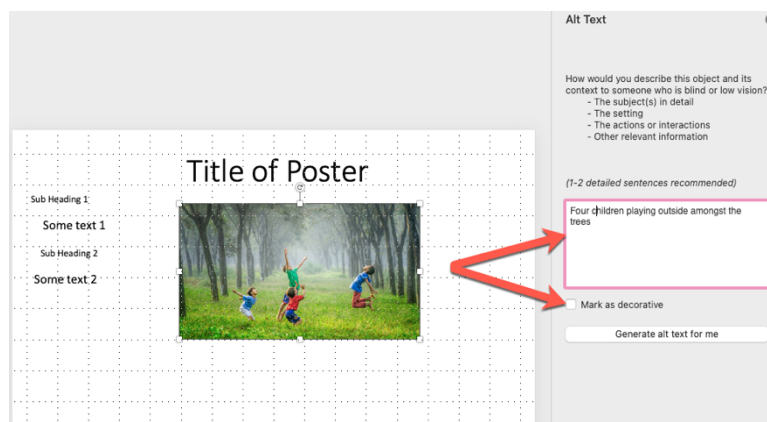 Alt Text
How would you describe this object and its
context to someone who is blind or low vision?
- The subject(s) in detail
- The setting
- The actions or interactions
- Other relevant information
(1-2 detailed sentences recommended)
Four children playing outside amongst the
trees
Mark as decorative
Generate alt text for me
Title of Poster
Sub Heading 1
Some text 1
Sub Heading 2
Some text 2